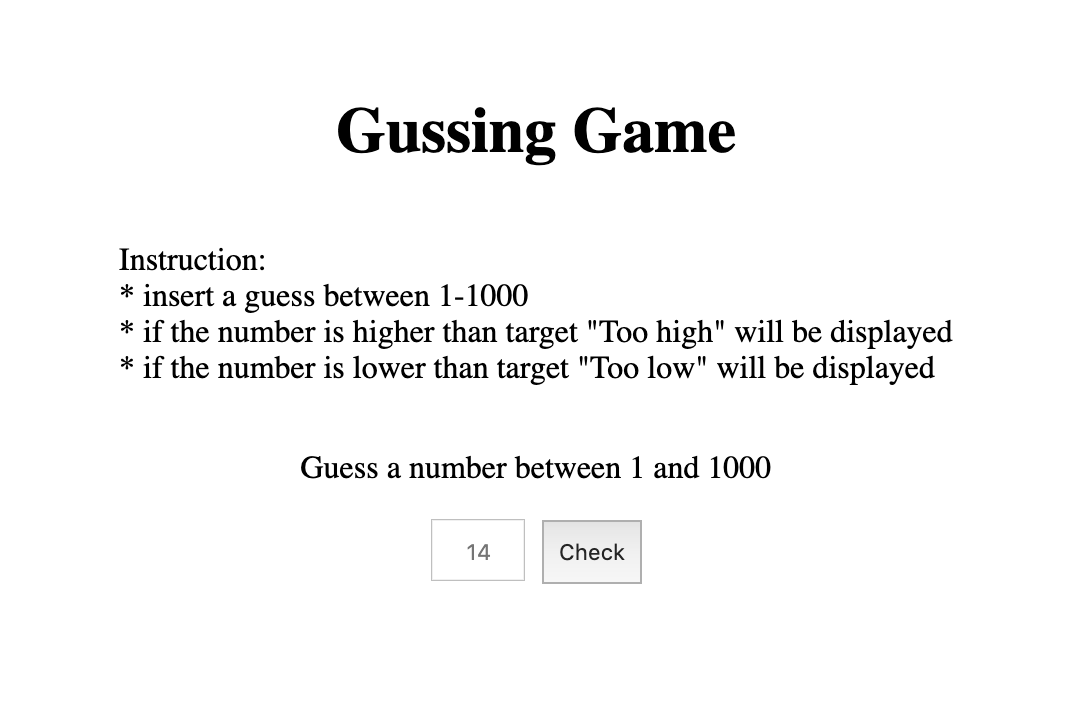 Gussing Game
Instruction:
* insert a guess between 1-1000
* if the number is higher than target "Too high" will be displayed
* if the number is lower than target "Too low" will be displayed
Guess a number between 1 and 1000
14 Check